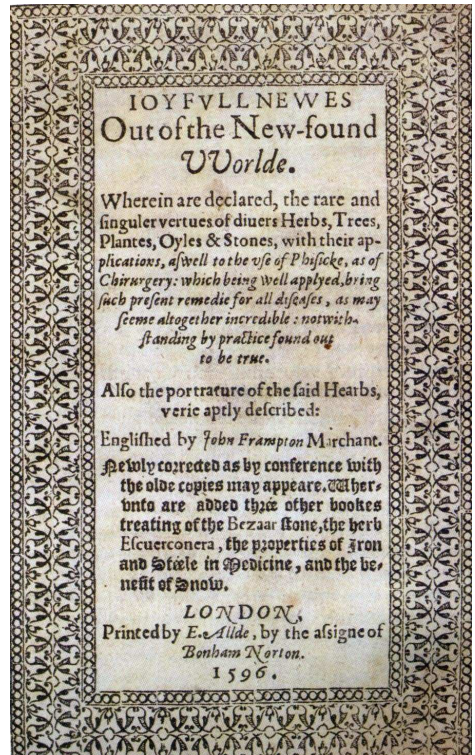 IOYFVLL NEWES
Out of the New-found
VVorlde.
Wherein are declared, the rare and
ſinguler vertues of diuers Herbs, Trees,
Plantes, Oyles & Stones, with their ap-
plications, aſwell to the vſe of Phiſicke, as of
Chirurgery: which being well applyed, bring
ſuch preſent remedie for all diſeaſes, as may
ſeeme altogether incredible: notwith-
ſtanding by practice found out
to be true.
Alſo the portrature of the ſaid Hearbs,
verie aptly deſcribed:
Engliſhed by John Frampton Marchant.
Newly corrected as by conference with
the olde copies may appeare. Wher-
vnto are added thrée other bookes
treating of the Bezaar ſtone, the herb
Eſcuerconera, the properties of Iron
and Stéele in Medicine, and the be-
nefit of Snow.
LONDON,
Printed by E. Allde, by the aſsigne of
Bonham Norton.
1596.